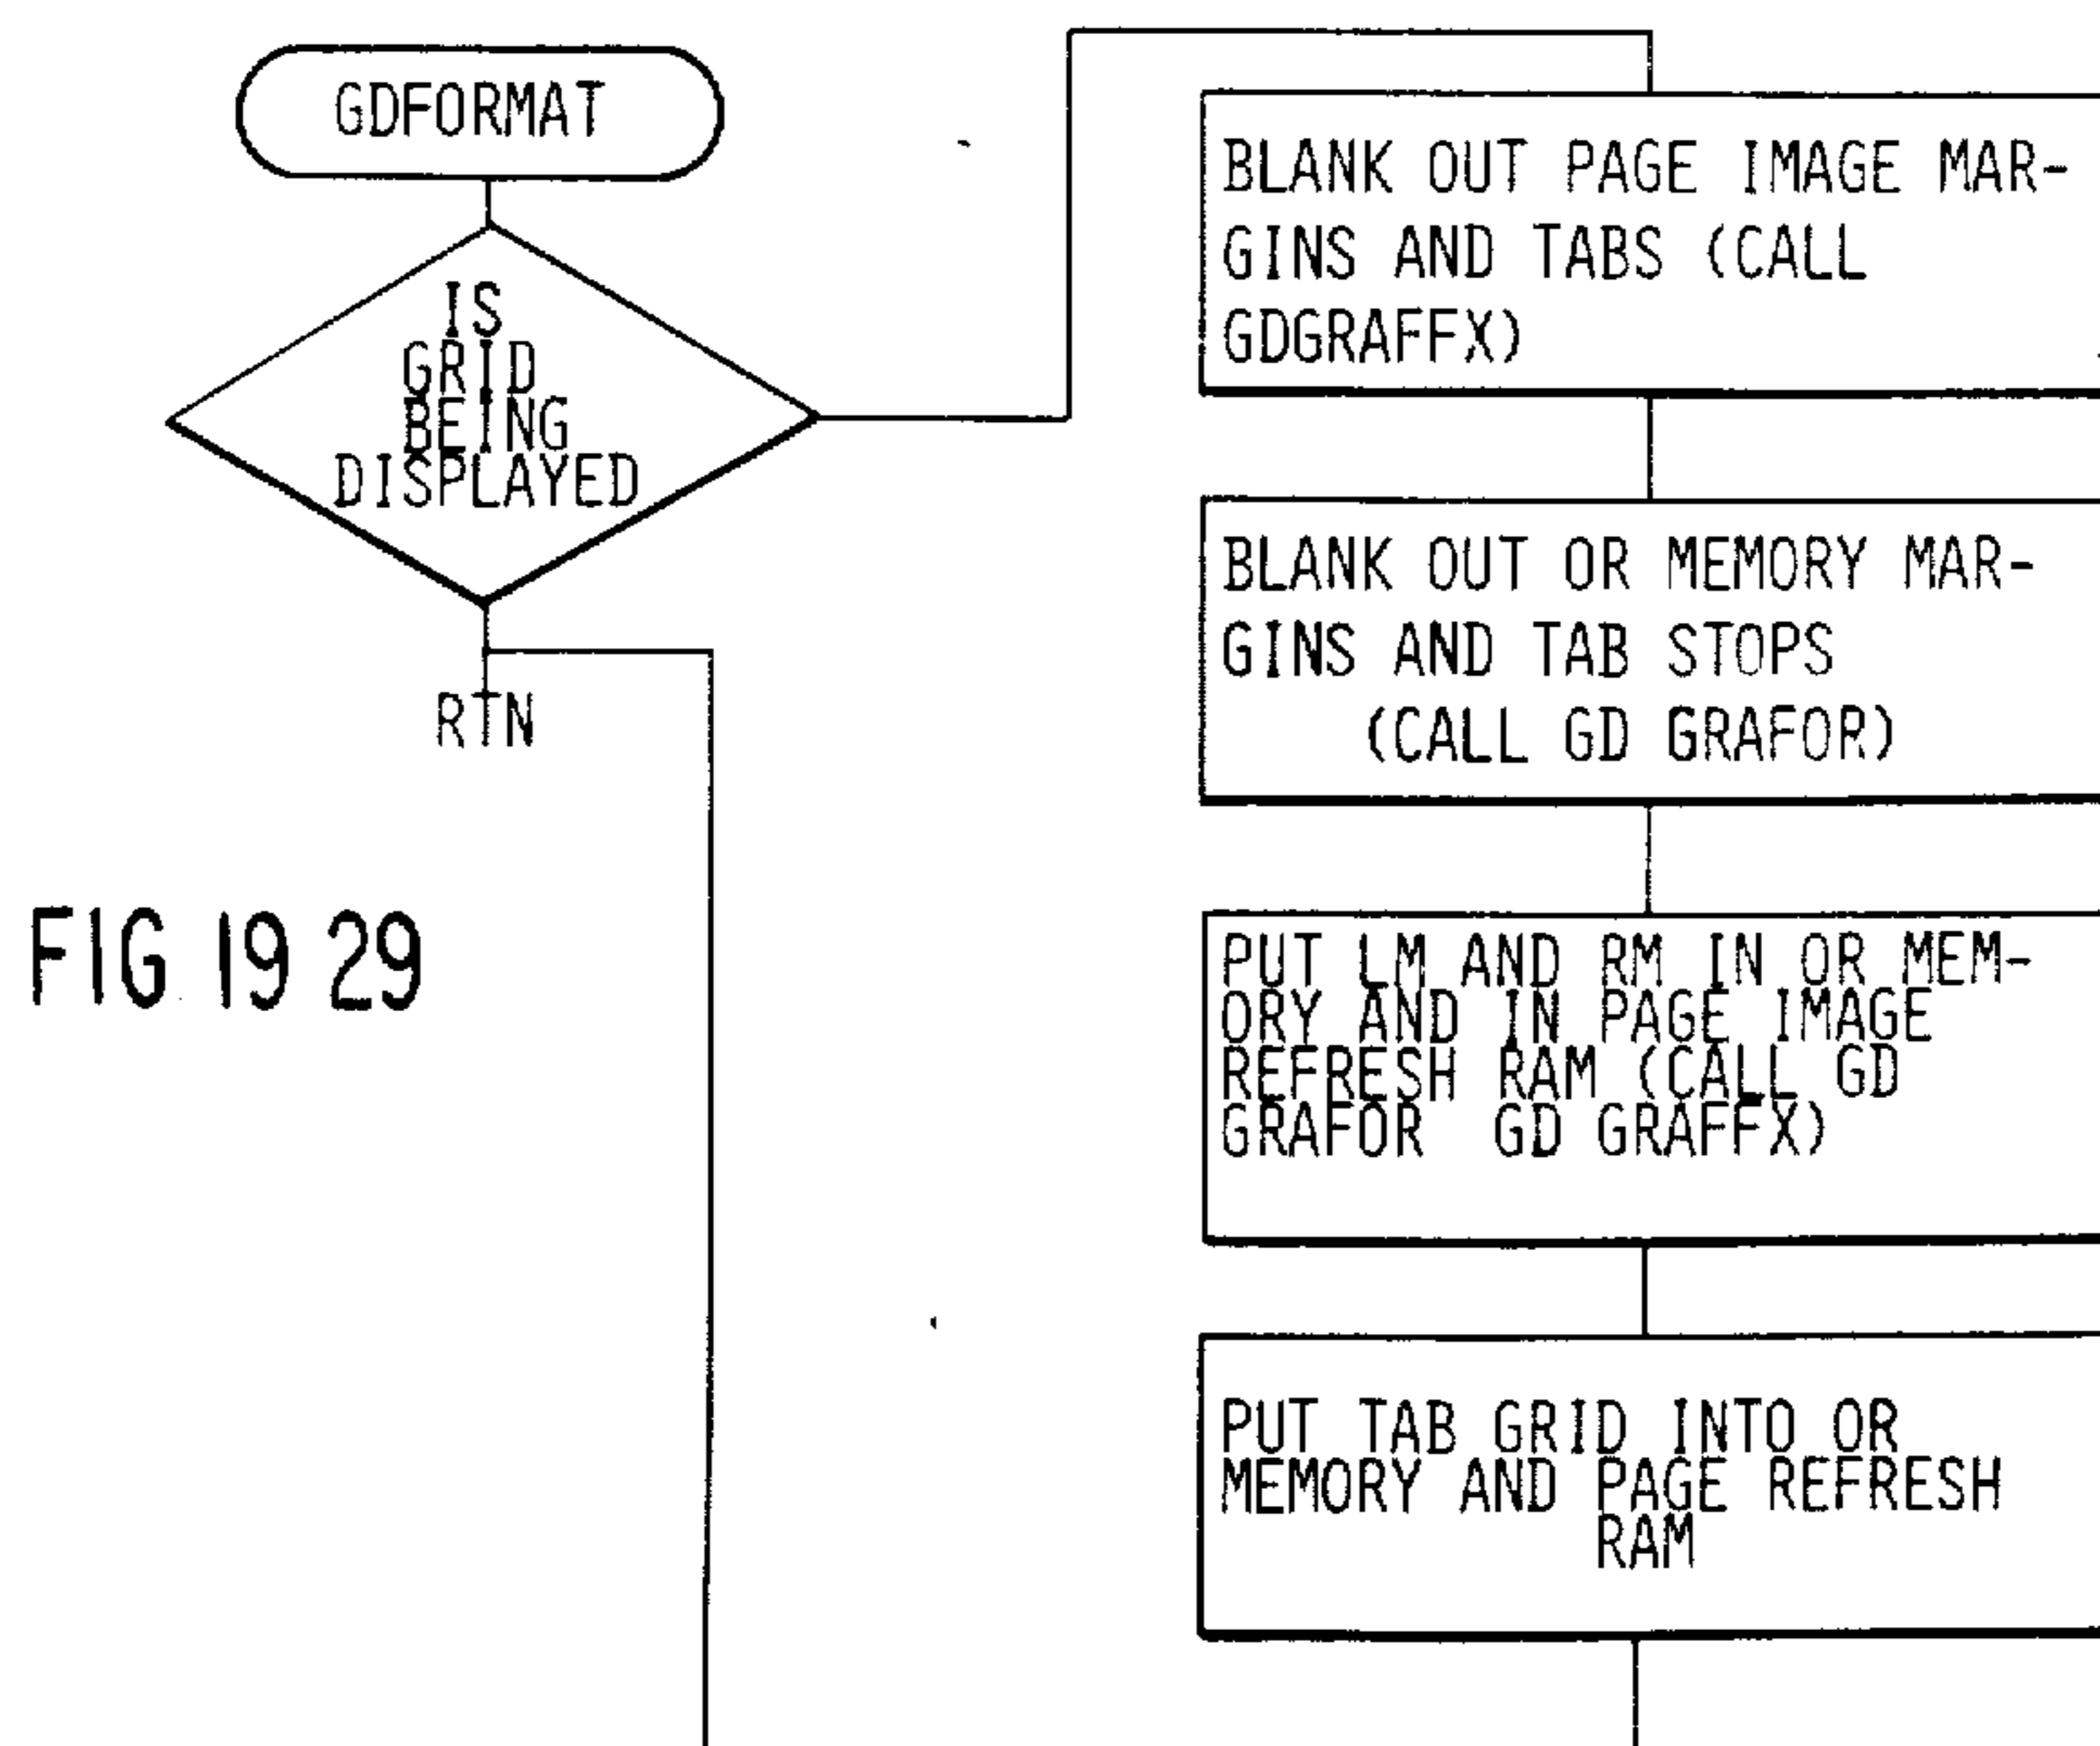 GDFORMAT
IS
GRID
BEING
DISPLAYED
RTN
FIG 19 29
BLANK OUT PAGE IMAGE MAR-
GINS AND TABS (CALL
GDGRAFFX)
BLANK OUT OR MEMORY MAR-
GINS AND TAB STOPS
(CALL GD GRAFOR)
PUT LM AND RM IN OR MEM-
ORY AND IN PAGE IMAGE
REFRESH RAM (CALL GD
GRAFOR GD GRAFFX)
PUT TAB GRID INTO OR
MEMORY AND PAGE REFRESH
RAM